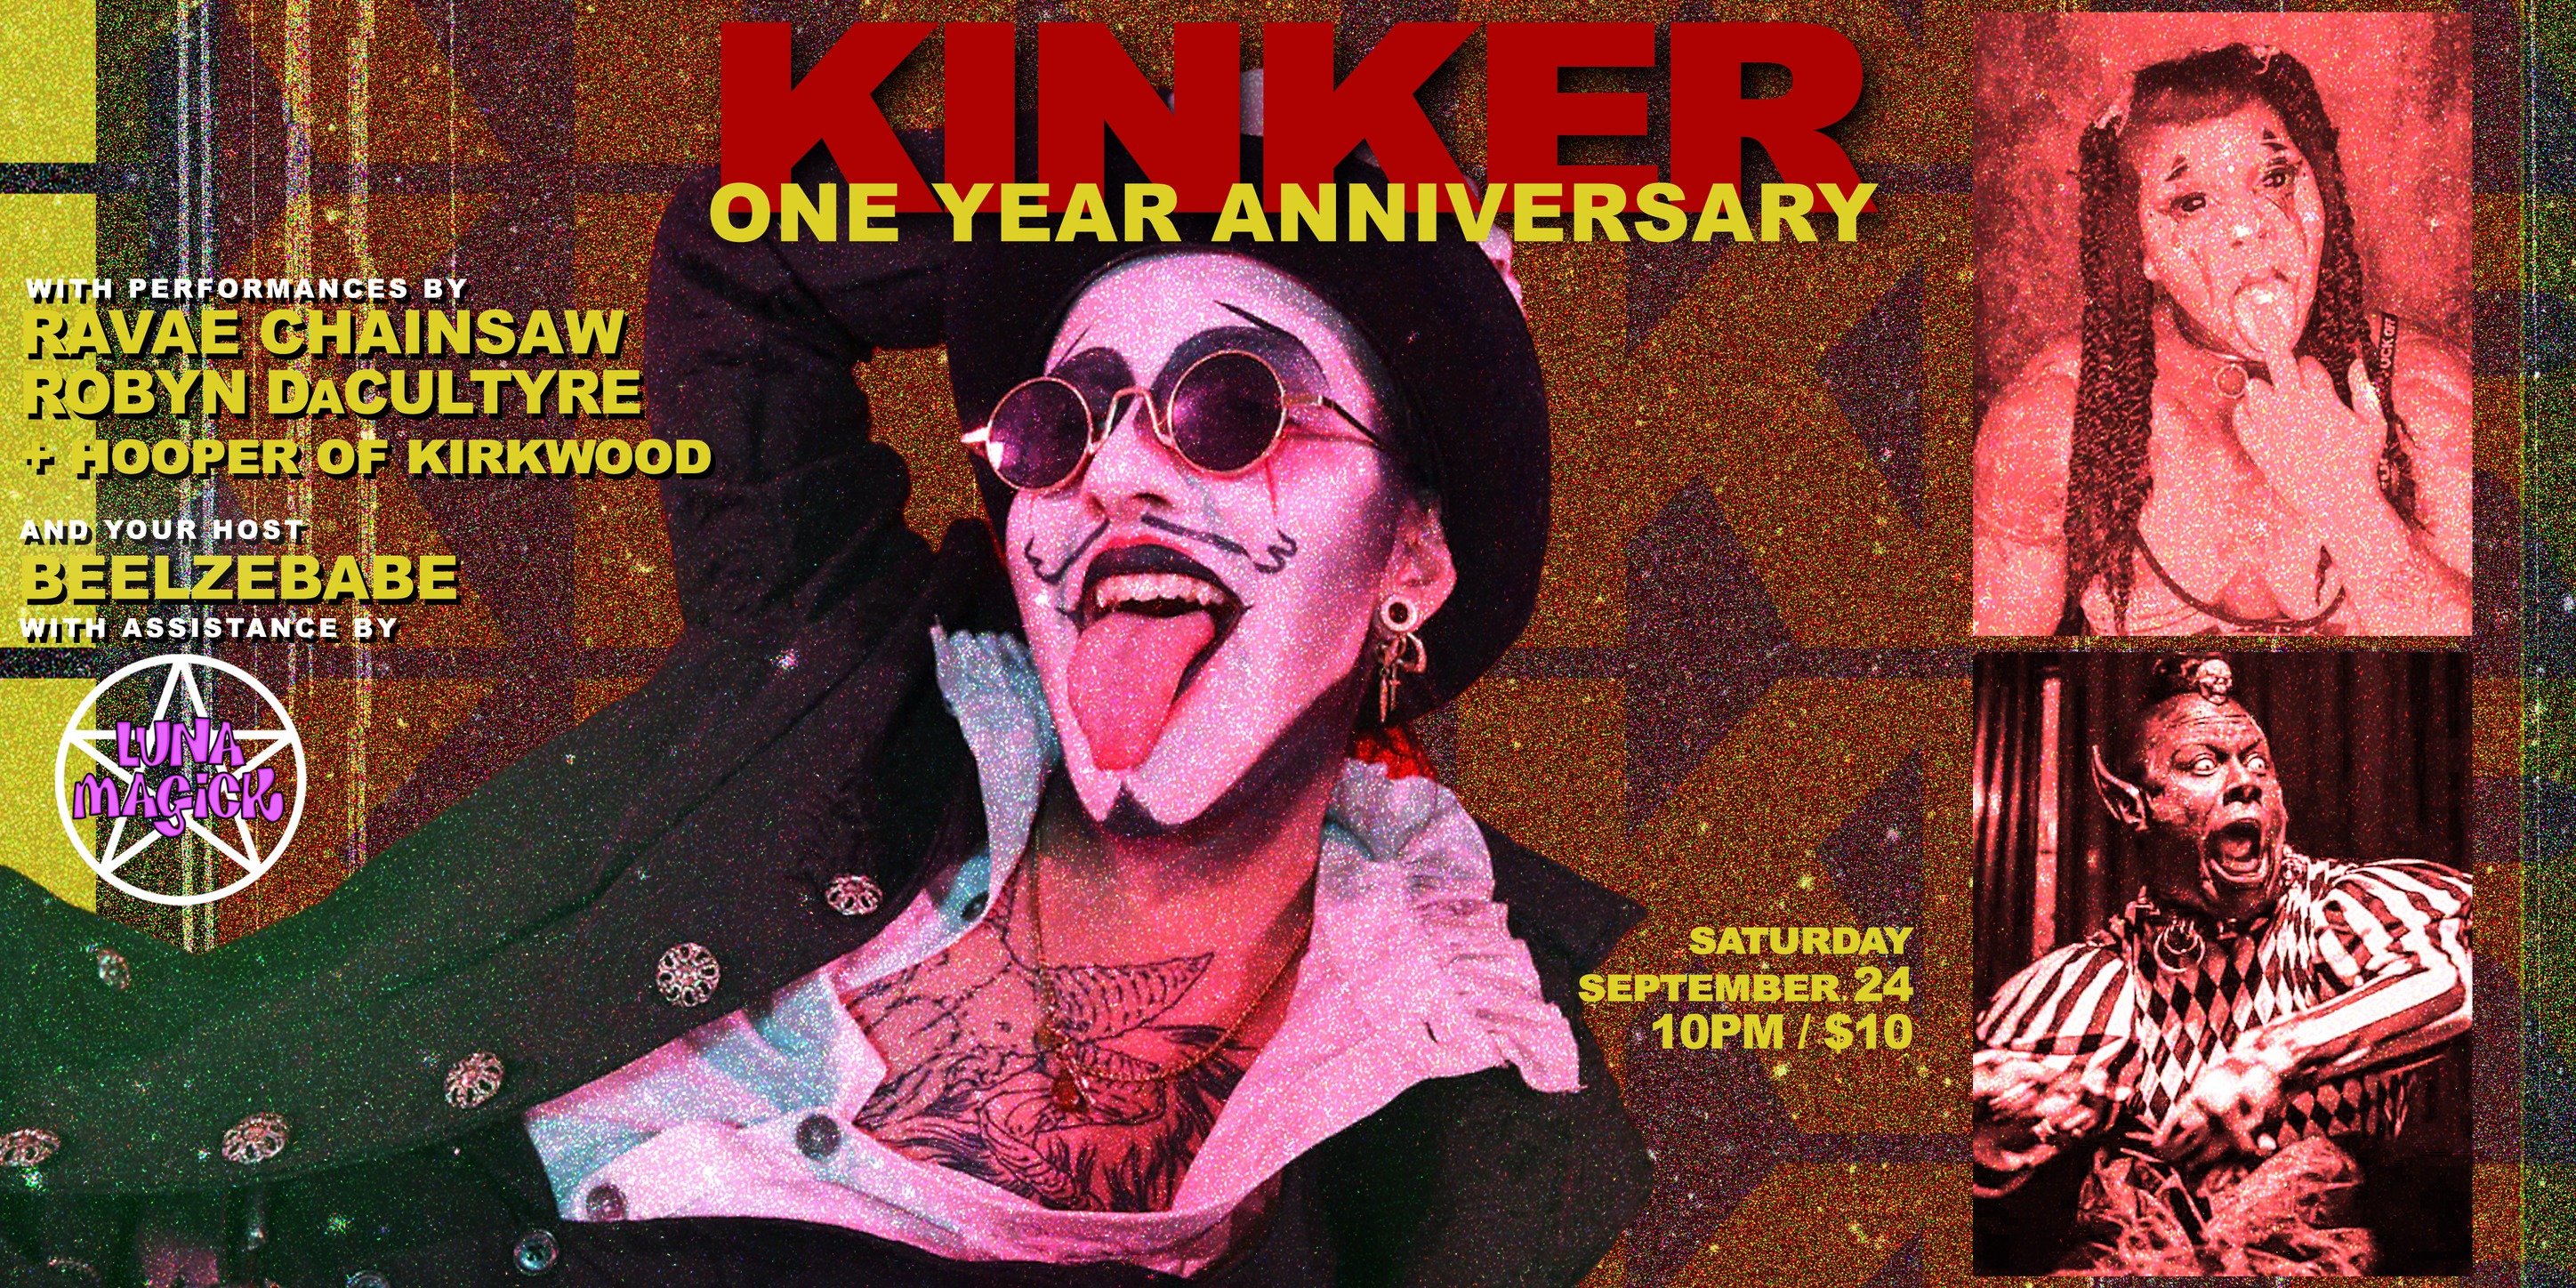 KINKER
ONE YEAR ANNIVERSARY
WITH PERFORMANCES BY
RAVAE CHAINSAW
ROBYN DACULTYRE
+ HOOPER OF KIRKWOOD
AND YOUR HOST
BEELZEBABE
WITH ASSISTANCE BY
LUNA
MAGICK
SATURDAY
SEPTEMBER 24
10PM / $10